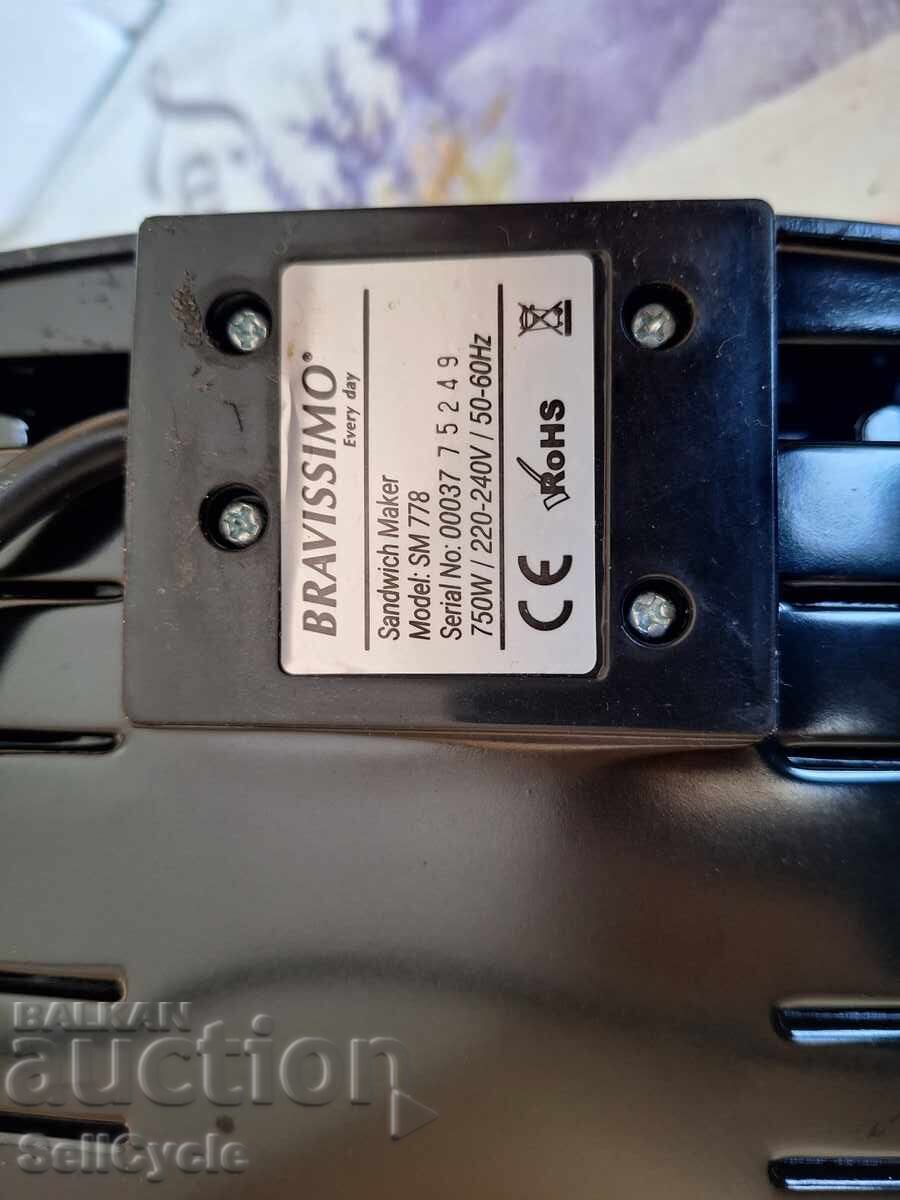 BRAVISSIMO®
Every day
Sandwich Maker
Model: SM 778
Serial No: 00037 7 5 2 4 9
750W / 220-240V / 50-60Hz
CE
RoHS
BALKAN
auction
SellCycle